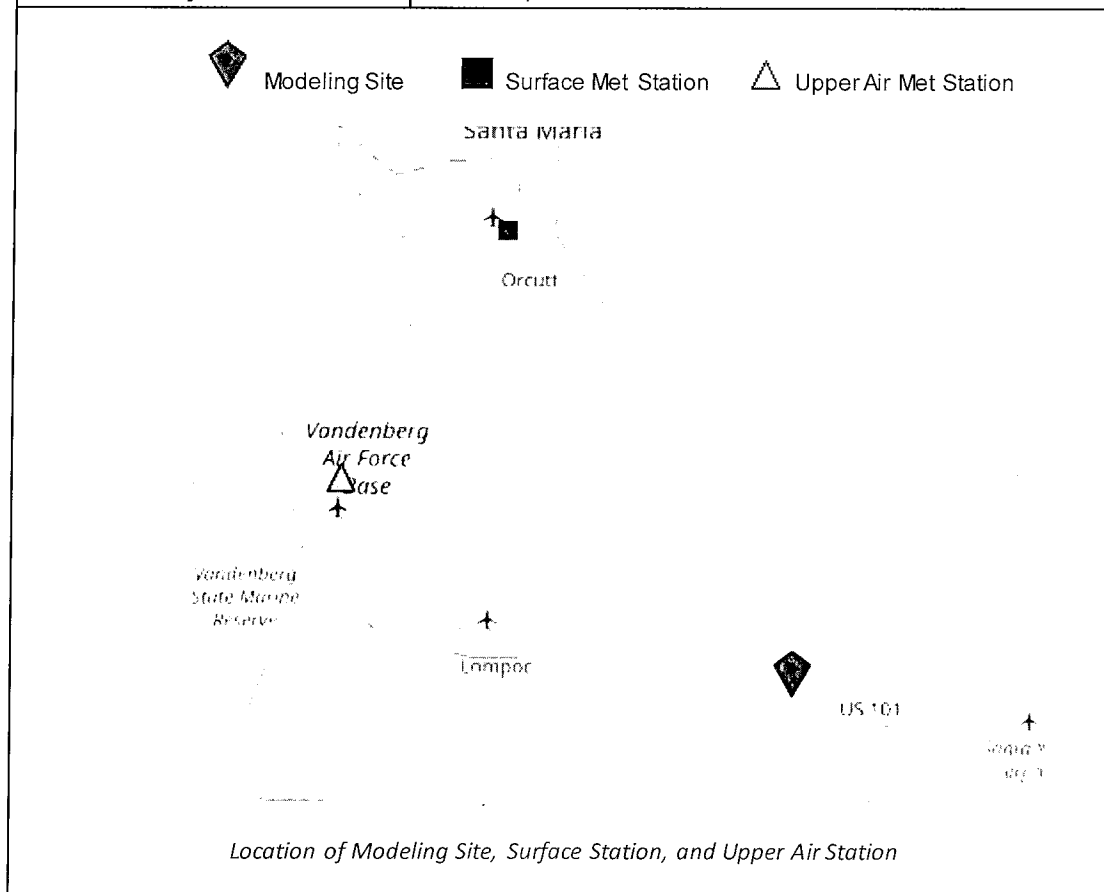 Modeling Site
Surface Met Station
Upper Air Met Station
Santa Maria
Orcutt
Vandenberg
Air Force
Base
Vandenberg
State Marine
Reserve
Lompoc
US 101
Location of Modeling Site, Surface Station, and Upper Air Station